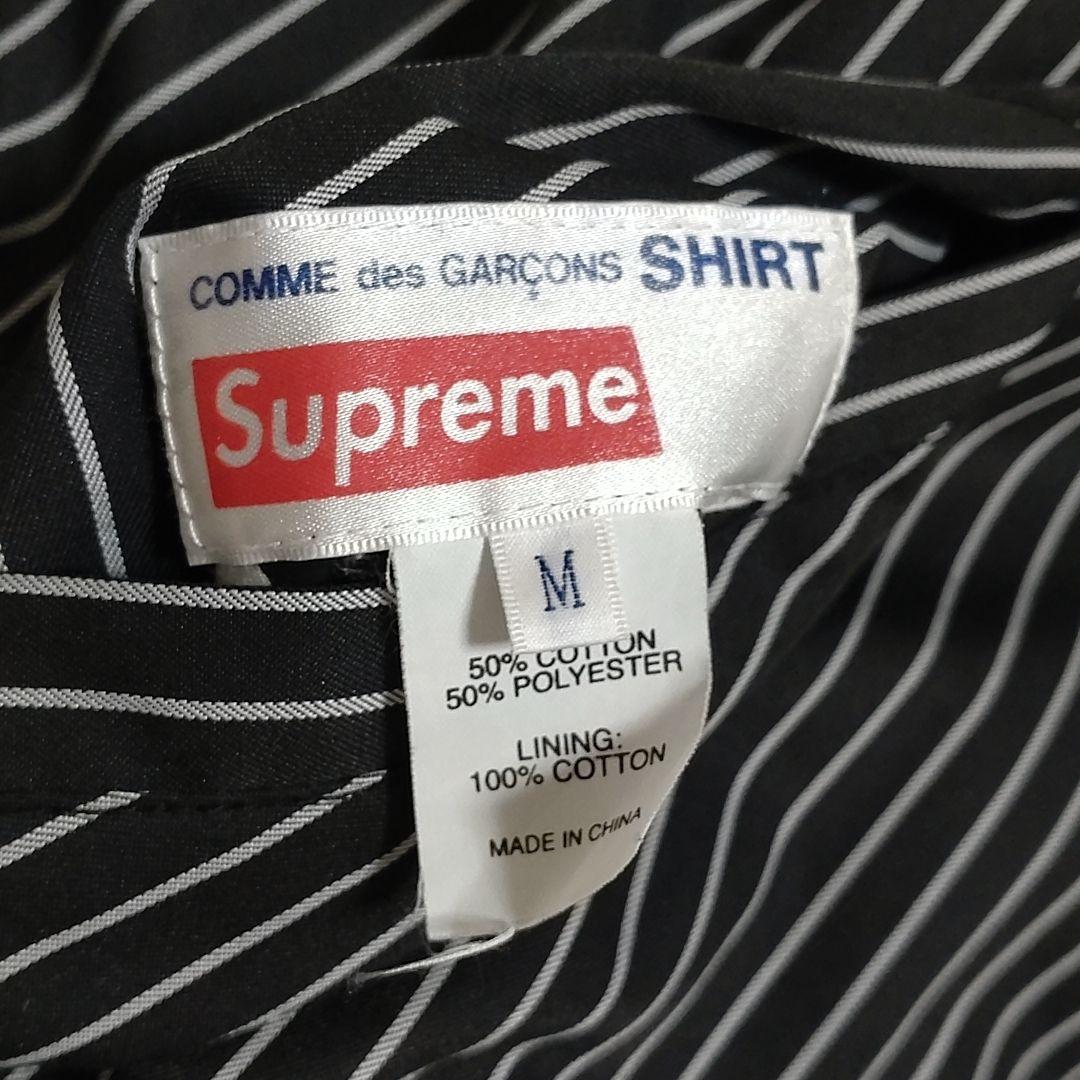 COMME des GARÇONS SHIRT
Supreme
M
50% COTTON
50% POLYESTER
LINING:
100% COTTON
MADE IN CHINA